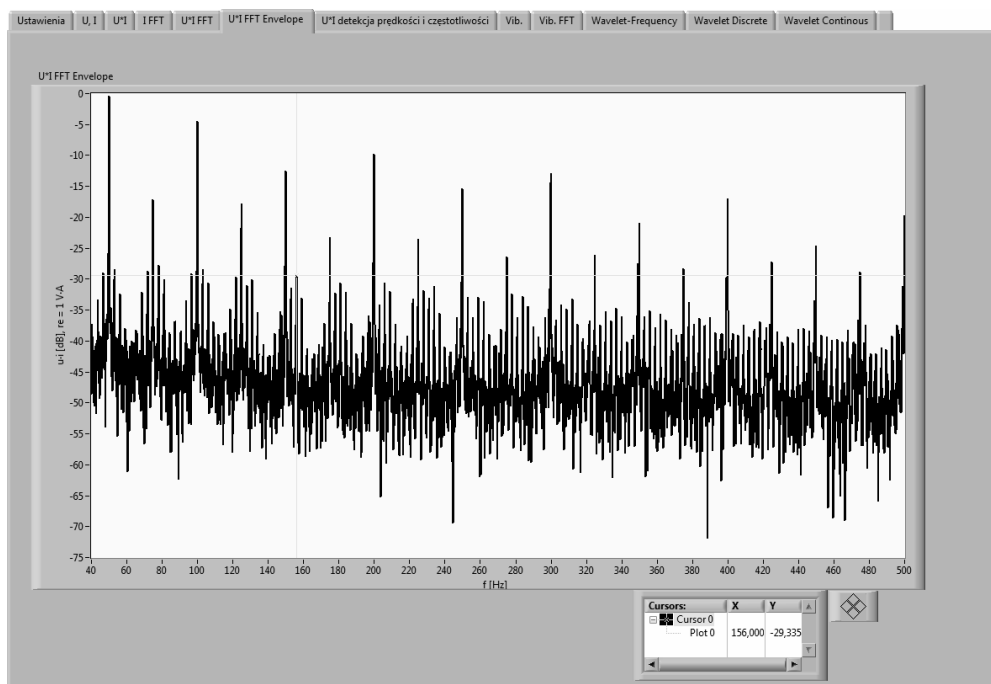 Ustawienia U, I U*I I FFT U*I FFT U*I FFT Envelope U*I detekcja prędkości i częstotliwości Vib. Vib. FFT Wavelet-Frequency Wavelet Discrete Wavelet Continous
U*I FFT Envelope
0
-5
-10
-15
-20
-25
-30
-35
-40
-45
-50
-55
-60
-65
-70
-75
u-i [dB], re = 1 V-A
40 60 80 100 120 140 160 180 200 220 240 260 280 300 320 340 360 380 400 420 440 460 480 500
f [Hz]
Cursors: X Y
Cursor 0
Plot 0 156,000 -29,335